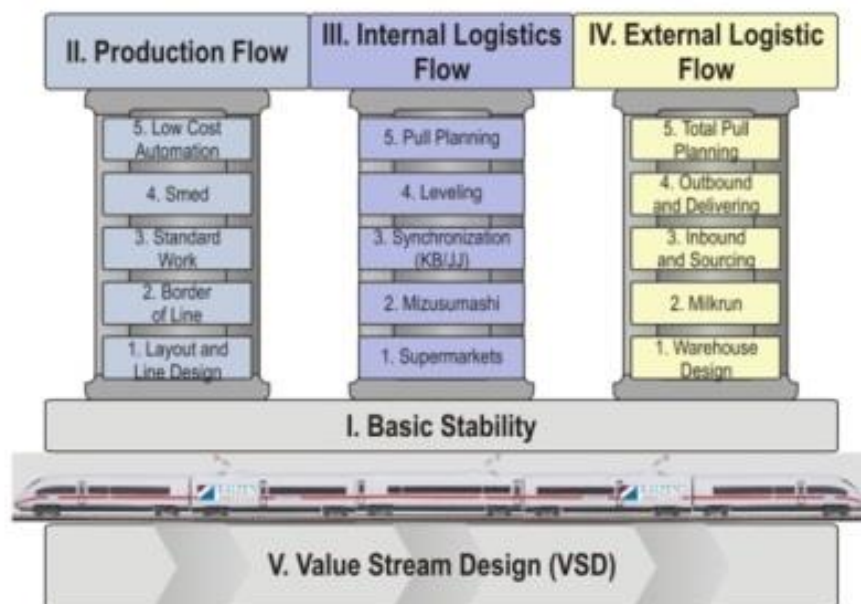 II. Production Flow
III. Internal Logistics
Flow
IV. External Logistic
Flow
5. Low Cost
Automation
4. Smed
3. Standard
Work
2. Border
of Line
1. Layout and
Line Design
5. Pull Planning
4. Leveling
3. Synchronization
(KB/JJ)
2. Mizusumashi
1. Supermarkets
5. Total Pull
Planning
4. Outbound
and Delivering
3. Inbound
and Sourcing
2. Milkrun
1. Warehouse
Design
I. Basic Stability
V. Value Stream Design (VSD)